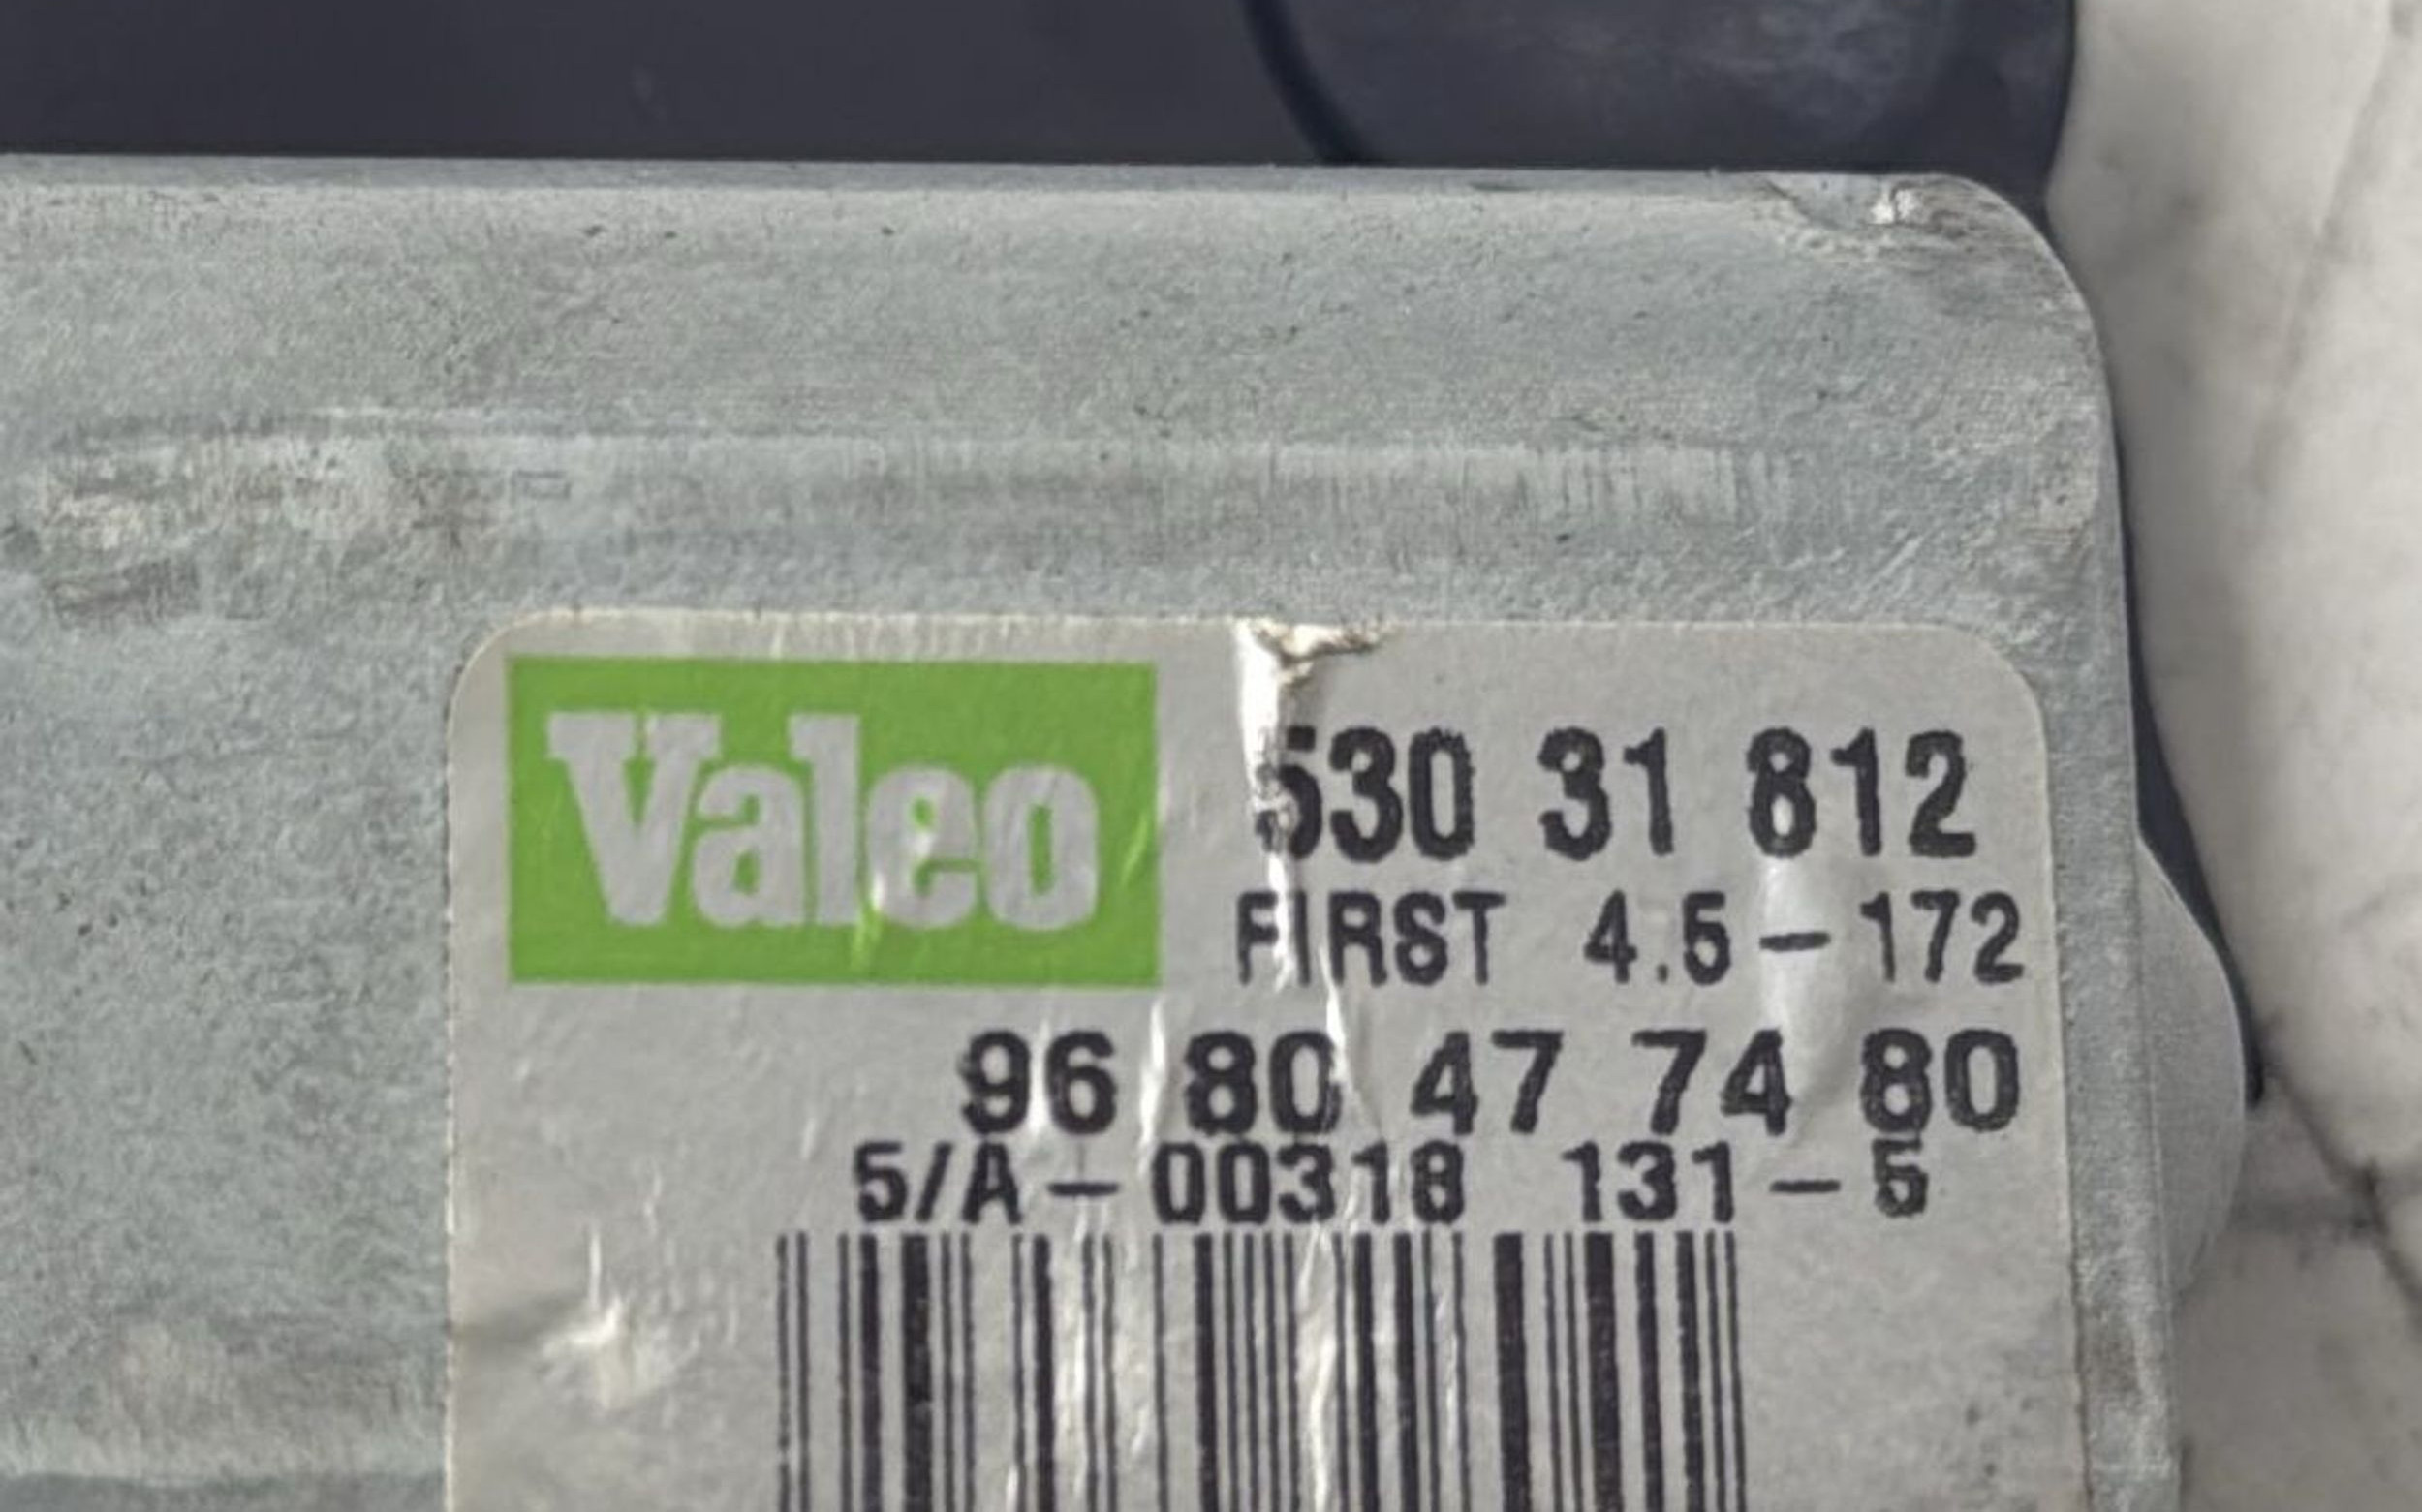 Valeo
530 31 812
FIRST 4.5-172
96 80 47 74 80
5/A-00318 131-5